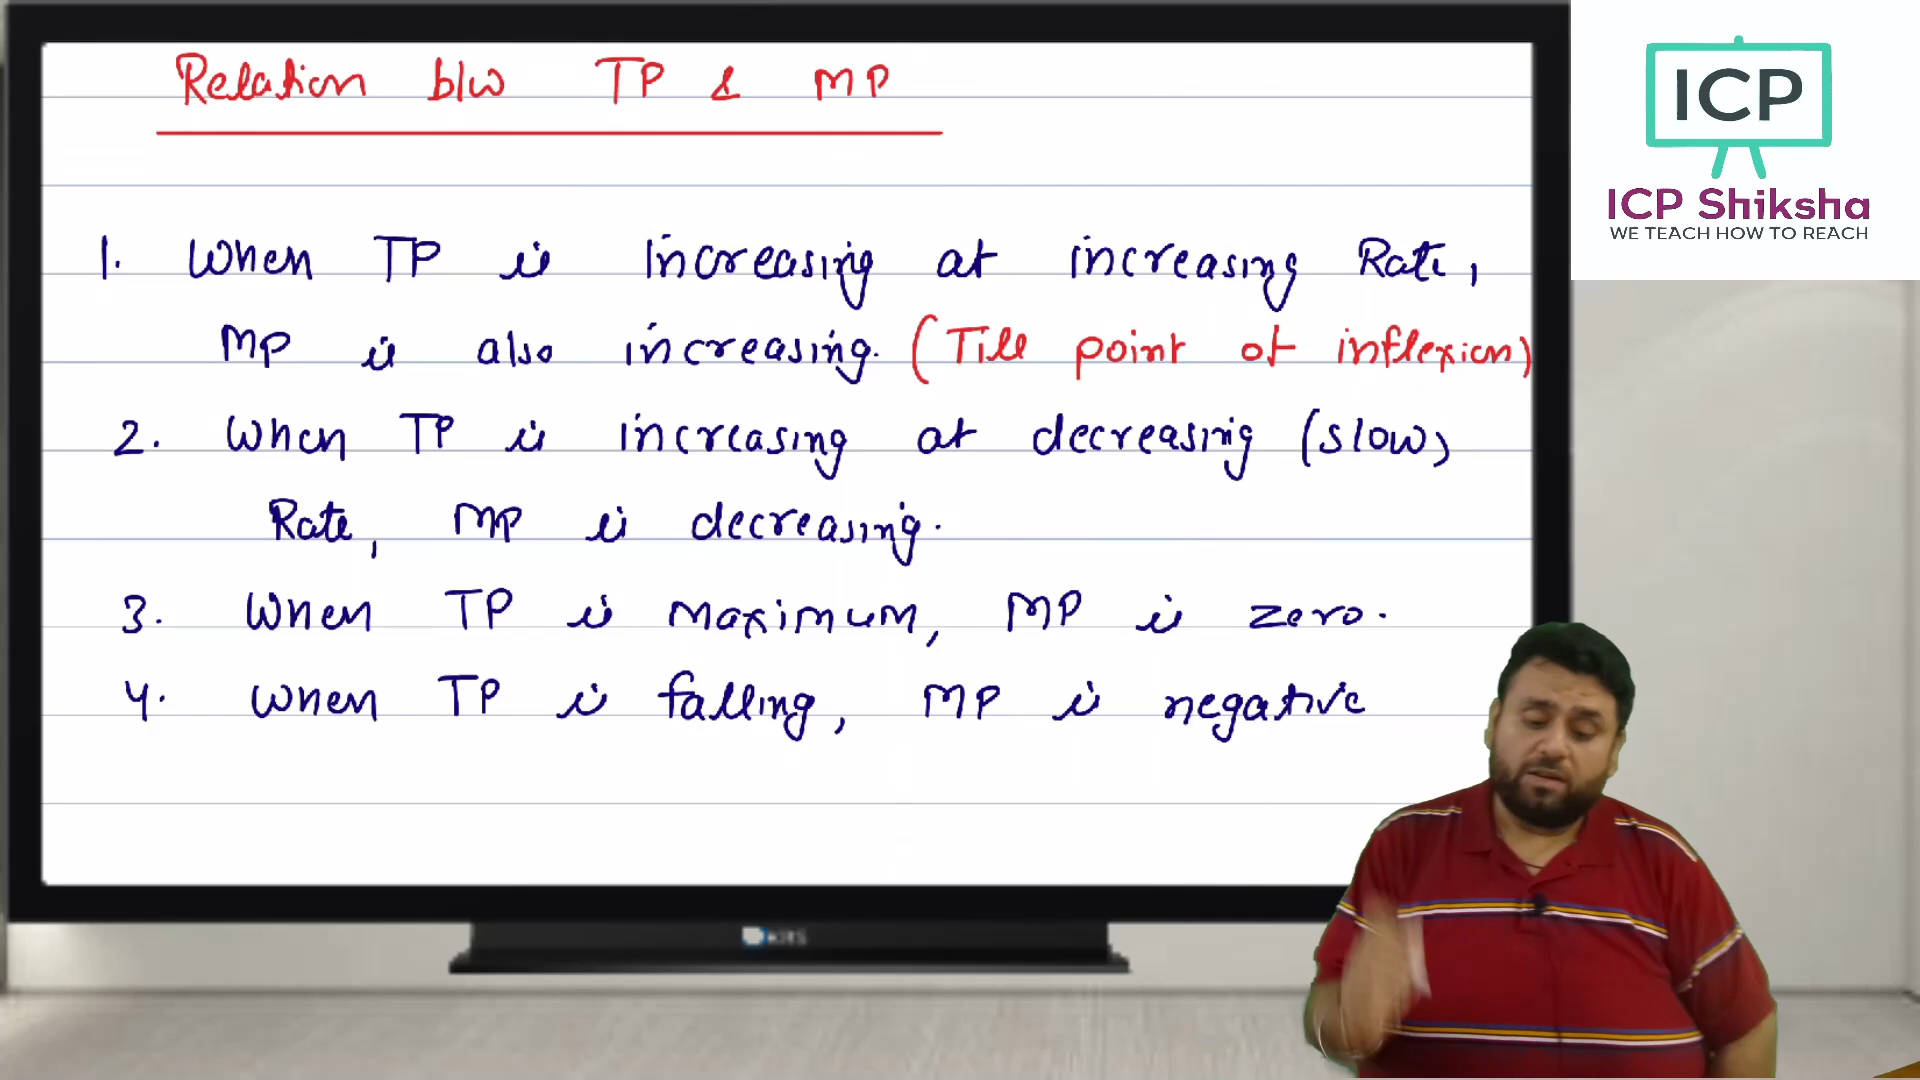 Relation b/w TP & MP
ICP
ICP Shiksha
WE TEACH HOW TO REACH
1. When TP is increasing at increasing Rate,
MP is also increasing. (Till point of inflexion)
2. When TP is increasing at decreasing (slow)
Rate, MP is decreasing.
3. When TP is maximum, MP is zero.
4. When TP is falling, MP is negative